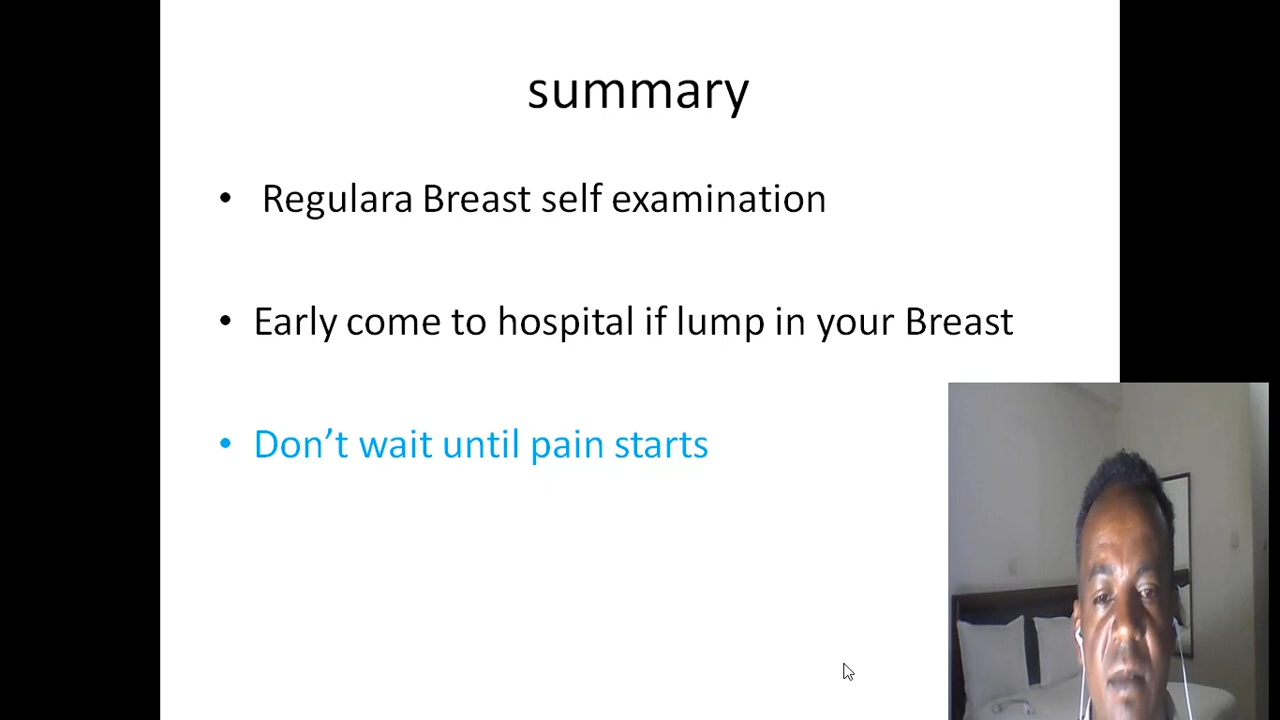 summary
• Regulara Breast self examination
• Early come to hospital if lump in your Breast
• Don’t wait until pain starts